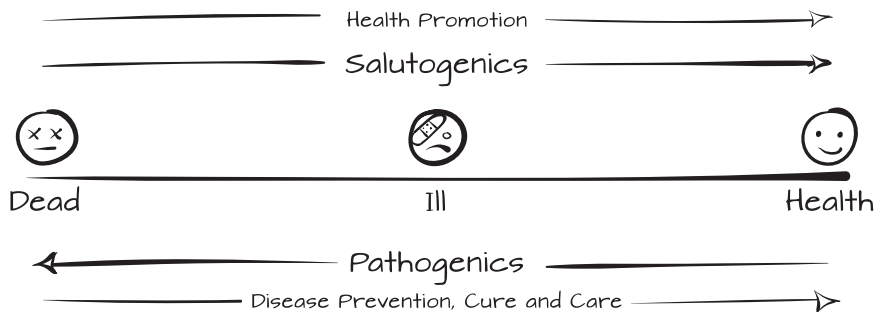 Health Promotion
Salutogenics
Dead Ill Health
Pathogenics
Disease Prevention, Cure and Care